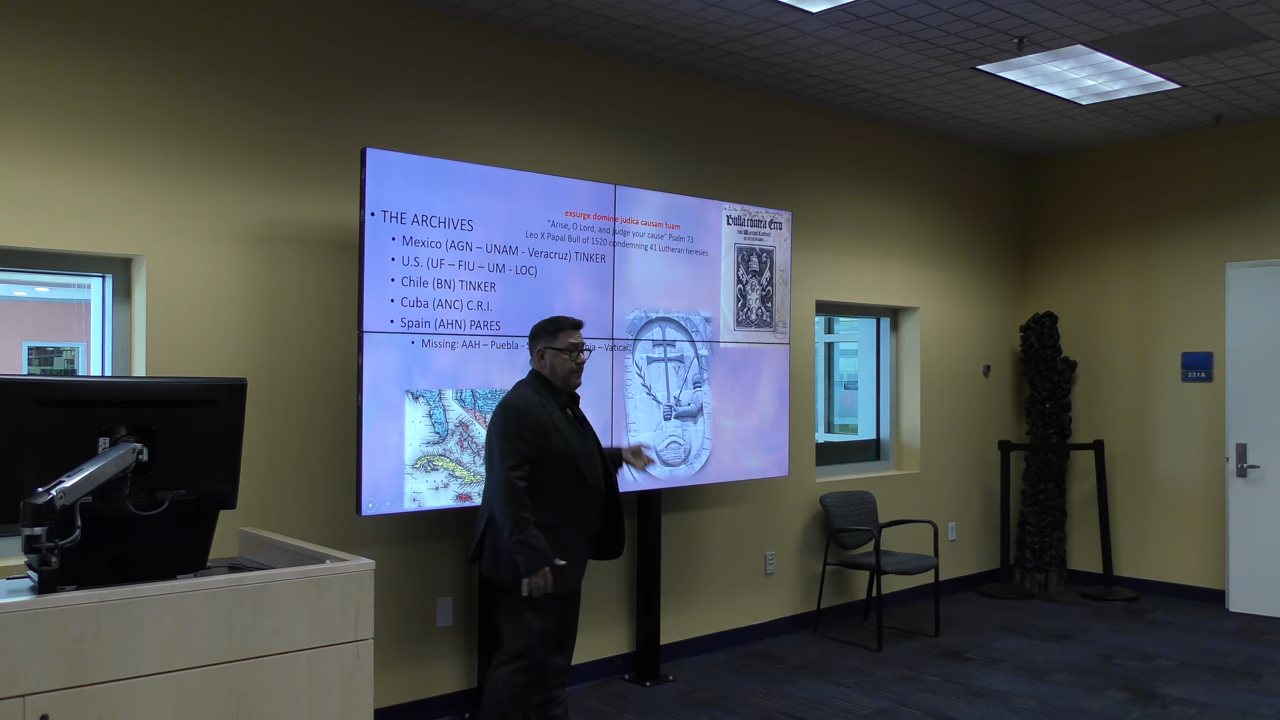 • THE ARCHIVES
• Mexico (AGN – UNAM - Veracruz) TINKER
• U.S. (UF – FIU – UM - LOC)
• Chile (BN) TINKER
• Cuba (ANC) C.R.I.
• Spain (AHN) PARES
• Missing: AAH – Puebla -
– Vatican
exsurge domine judica causam tuam
"Arise, O Lord, and judge your cause" Psalm 73
Leo X Papal Bull of 1520 condemning 41 Lutheran heresies
Bulla contra Erro
221A